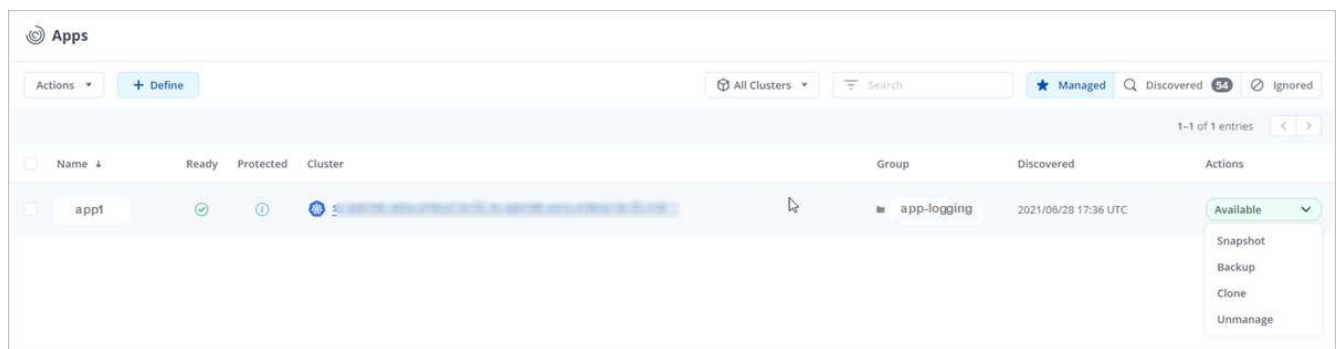 Apps
Actions + Define All Clusters Search Managed Discovered 54 Ignored
1–1 of 1 entries
Name Ready Protected Cluster Group Discovered Actions
app1 app-logging 2021/06/28 17:36 UTC Available
Snapshot
Backup
Clone
Unmanage